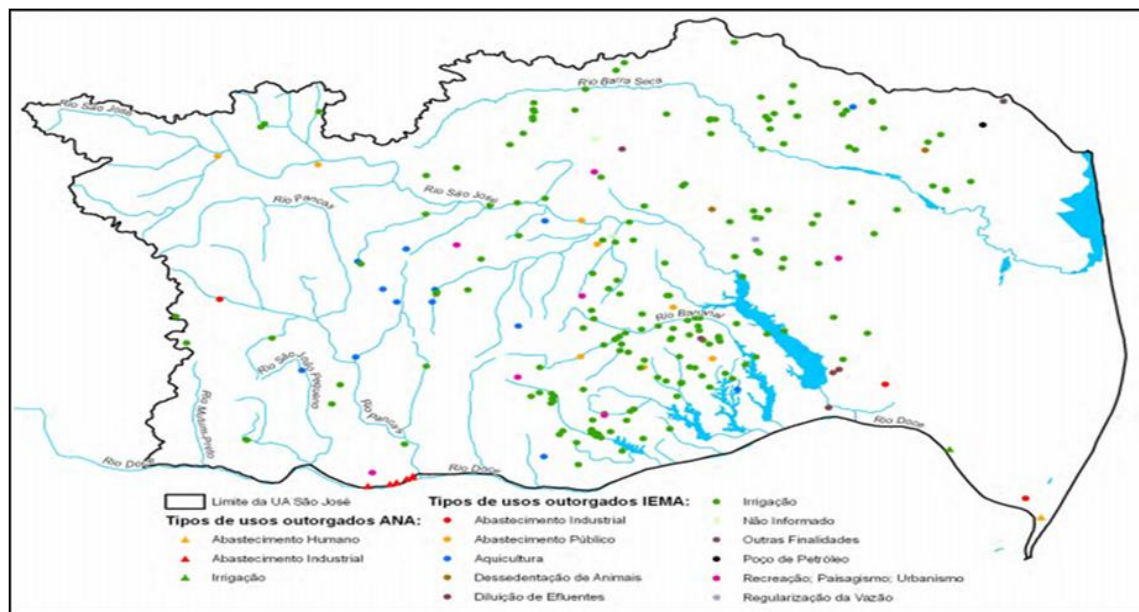 Rio Barra Seca
Rio São José
Rio Pancas
Rio São José
Rio Bananal
Rio São João Pequeno
Rio Mutum-Preto
Rio Pancas
Rio Doce
Rio Doce
Rio Doce
Limite da UA São José
Tipos de usos outorgados ANA:
Abastecimento Humano
Abastecimento Industrial
Irrigação
Tipos de usos outorgados IEMA:
Abastecimento Industrial
Abastecimento Público
Aquicultura
Dessedentação de Animais
Diluição de Efluentes
Irrigação
Não Informado
Outras Finalidades
Poço de Petróleo
Recreação; Paisagismo; Urbanismo
Regularização da Vazão